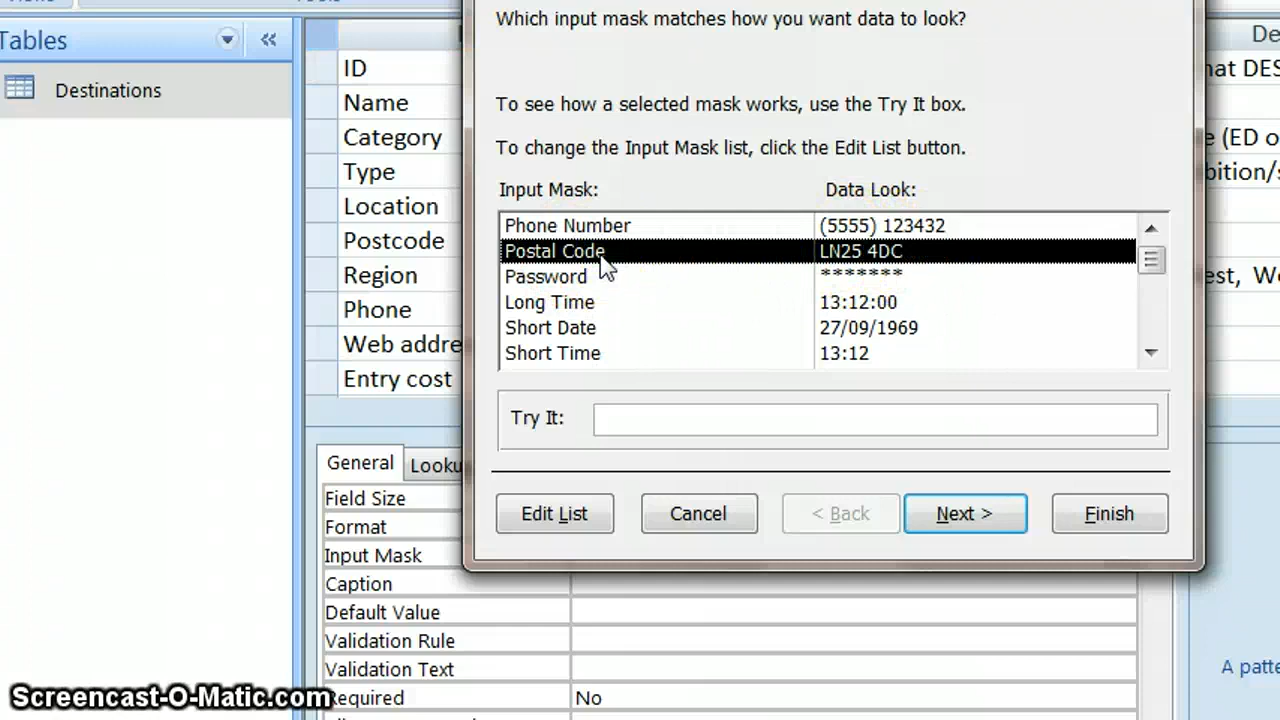 Which input mask matches how you want data to look?
Tables
ID
Name
Category
Type
Location
Postcode
Region
Phone
Web addre
Entry cost
To see how a selected mask works, use the Try It box.
To change the Input Mask list, click the Edit List button.
Input Mask: Data Look:
Phone Number (5555) 123432
Postal Code LN25 4DC
Password *******
Long Time 13:12:00
Short Date 27/09/1969
Short Time 13:12
Try It:
Edit List Cancel < Back Next > Finish
De
hat DES
e (ED o
bition/s
est, We
Destinations
General Looku
Field Size
Format
Input Mask
Caption
Default Value
Validation Rule
Validation Text
Required No
A patte
Screencast-O-Matic.com